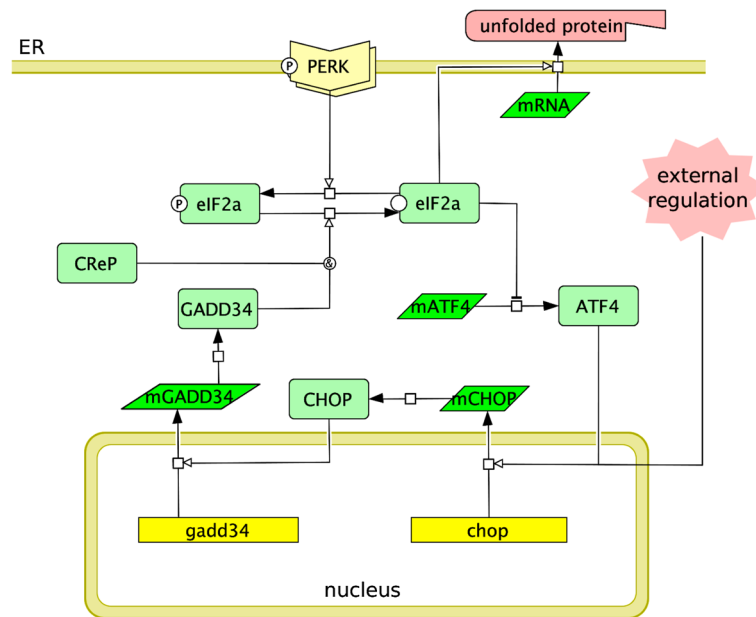 unfolded protein
ER
P
PERK
mRNA
external
regulation
P
eIF2a
eIF2a
CReP
&
GADD34
mATF4
ATF4
mGADD34
CHOP
mCHOP
gadd34
chop
nucleus